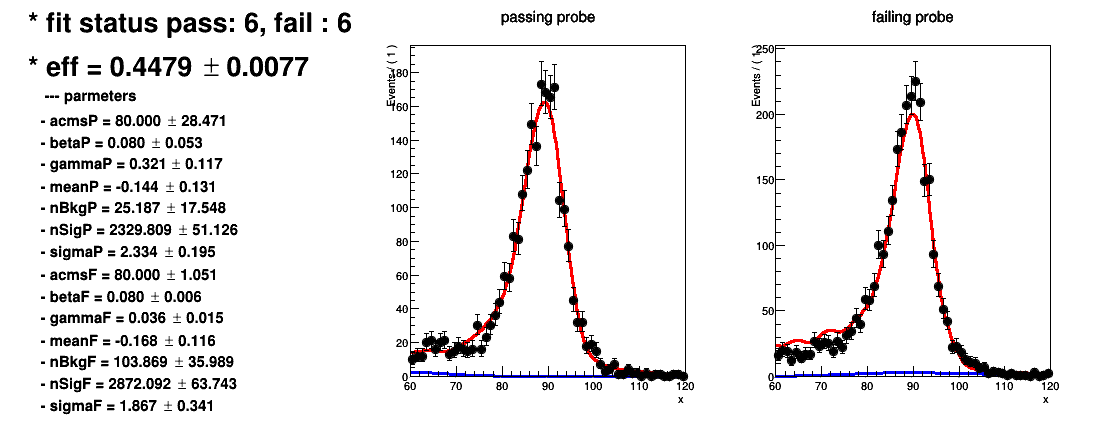 * fit status pass: 6, fail : 6
* eff = 0.4479 ± 0.0077
--- parmeters
- acmsP = 80.000 ± 28.471
- betaP = 0.080 ± 0.053
- gammaP = 0.321 ± 0.117
- meanP = -0.144 ± 0.131
- nBkgP = 25.187 ± 17.548
- nSigP = 2329.809 ± 51.126
- sigmaP = 2.334 ± 0.195
- acmsF = 80.000 ± 1.051
- betaF = 0.080 ± 0.006
- gammaF = 0.036 ± 0.015
- meanF = -0.168 ± 0.116
- nBkgF = 103.869 ± 35.989
- nSigF = 2872.092 ± 63.743
- sigmaF = 1.867 ± 0.341
passing probe
Events / ( 1 )
180
160
140
120
100
80
60
40
20
0
60 70 80 90 100 110 120
x
failing probe
Events / ( 1 )
250
200
150
100
50
0
60 70 80 90 100 110 120
x